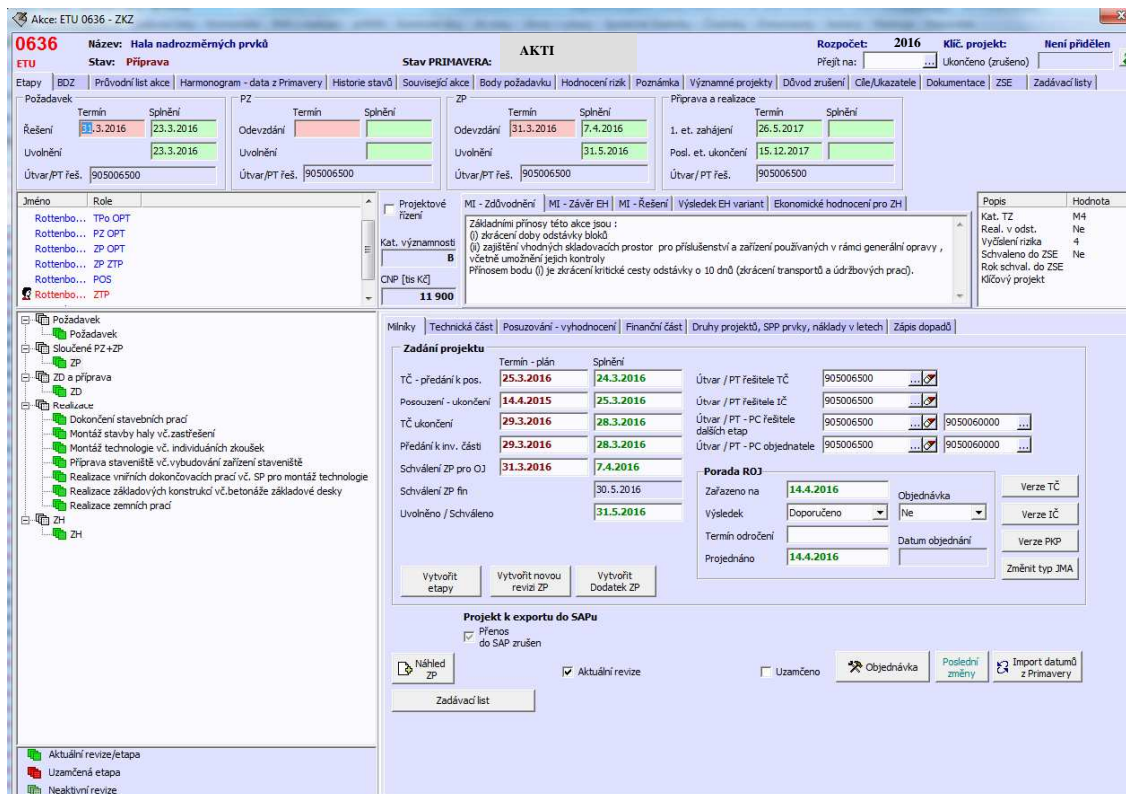 Akce: ETU 0636 - ZKZ
0636 Název: Hala nadrozměrných prvků AKTI Rozpočet: 2016 Klíč. projekt: Není přidělen
ETU Stav: Příprava Stav PRIMAVERA: Přejít na: ... Ukončeno (zrušeno)
Etapy BDZ Průvodní list akce Harmonogram - data z Primavery Historie stavů Související akce Body požadavku Hodnocení rizik Poznámka Významné projekty Důvod zrušení Cíle/Ukazatele Dokumentace ZSE Zadávací listy
Požadavek PZ ZP Příprava a realizace
Termín Splnění Termín Splnění Termín Splnění Termín Splnění
Řešení 31.3.2016 23.3.2016 Odevzdání Odevzdání 31.3.2016 7.4.2016 1. et. zahájení 26.5.2017
Uvolnění 23.3.2016 Uvolnění Uvolnění 31.5.2016 Posl. et. ukončení 15.12.2017
Útvar/PT řeš. 905006500 Útvar/PT řeš. 905006500 Útvar/PT řeš. 905006500 Útvar/PT řeš. 905006500
Jméno Role
Rottenbo... TPo OPT
Rottenbo... PZ OPT
Rottenbo... ZP OPT
Rottenbo... ZP ZTP
Rottenbo... POS
Rottenbo... ZTP
Projektové řízení
Kat. významnosti
B
CNP [tis Kč]
11 900
MI - Zdůvodnění MI - Závěr EH MI - Řešení Výsledek EH variant Ekonomické hodnocení pro ZH
Základními přínosy této akce jsou :
(i) zkrácení doby odstávky bloků
(ii) zajištění vhodných skladovacích prostor pro příslušenství a zařízení používaných v rámci generální opravy ,
včetně umožnění jejich kontroly
Přínosem bodu (i) je zkrácení kritické cesty odstávky o 10 dnů (zkrácení transportů a údržbových prací).
Popis Hodnota
Kat. TZ M4
Real. v odst. Ne
Vyčíslení rizika 4
Schvaleno do ZSE Ne
Rok schval. do ZSE
Klíčový projekt
Požadavek
Požadavek
Sloučené PZ+ZP
ZP
ZD a příprava
ZD
Realizace
Dokončení stavebních prací
Montáž stavby haly vč.zastřešení
Montáž technologie vč. individuáních zkoušek
Příprava staveniště vč.vybudování zařízení staveniště
Realizace vniřních dokončovacích prací vč. SP pro montáž technologie
Realizace základových konstrukcí vč.betonáže základové desky
Realizace zemních prací
ZH
ZH
Aktuální revize/etapa
Uzamčená etapa
Neaktivní revize
Milníky Technická část Posuzování - vyhodnocení Finanční část Druhy projektů, SPP prvky, náklady v letech Zápis dopadů
Zadání projektu
Termín - plán Splnění
TČ - předání k pos. 25.3.2016 24.3.2016 Útvar / PT řešitele TČ 905006500 ...
Posouzení - ukončení 14.4.2015 25.3.2016 Útvar / PT řešitele IČ 905006500 ...
TČ ukončení 29.3.2016 28.3.2016 Útvar / PT - PC řešitele dalších etap 905006500 ... 9050060000 ...
Předání k inv. části 29.3.2016 28.3.2016 Útvar / PT - PC objednatele 905006500 ... 9050060000 ...
Schválení ZP pro OJ 31.3.2016 7.4.2016
Schválení ZP fin 30.5.2016
Uvolněno / Schváleno 31.5.2016
Porada ROJ
Zařazeno na 14.4.2016 Objednávka
Výsledek Doporučeno Ne
Termín odročení Datum objednání
Projednáno 14.4.2016
Verze TČ
Verze IČ
Verze PKP
Změnit typ JMA
Vytvořit etapy Vytvořit novou revizi ZP Vytvořit Dodatek ZP
Projekt k exportu do SAPu
Přenos do SAP zrušen
Náhled ZP Aktuální revize Uzamčeno Objednávka Poslední změny Import datumů z Primavery
Zadávací list